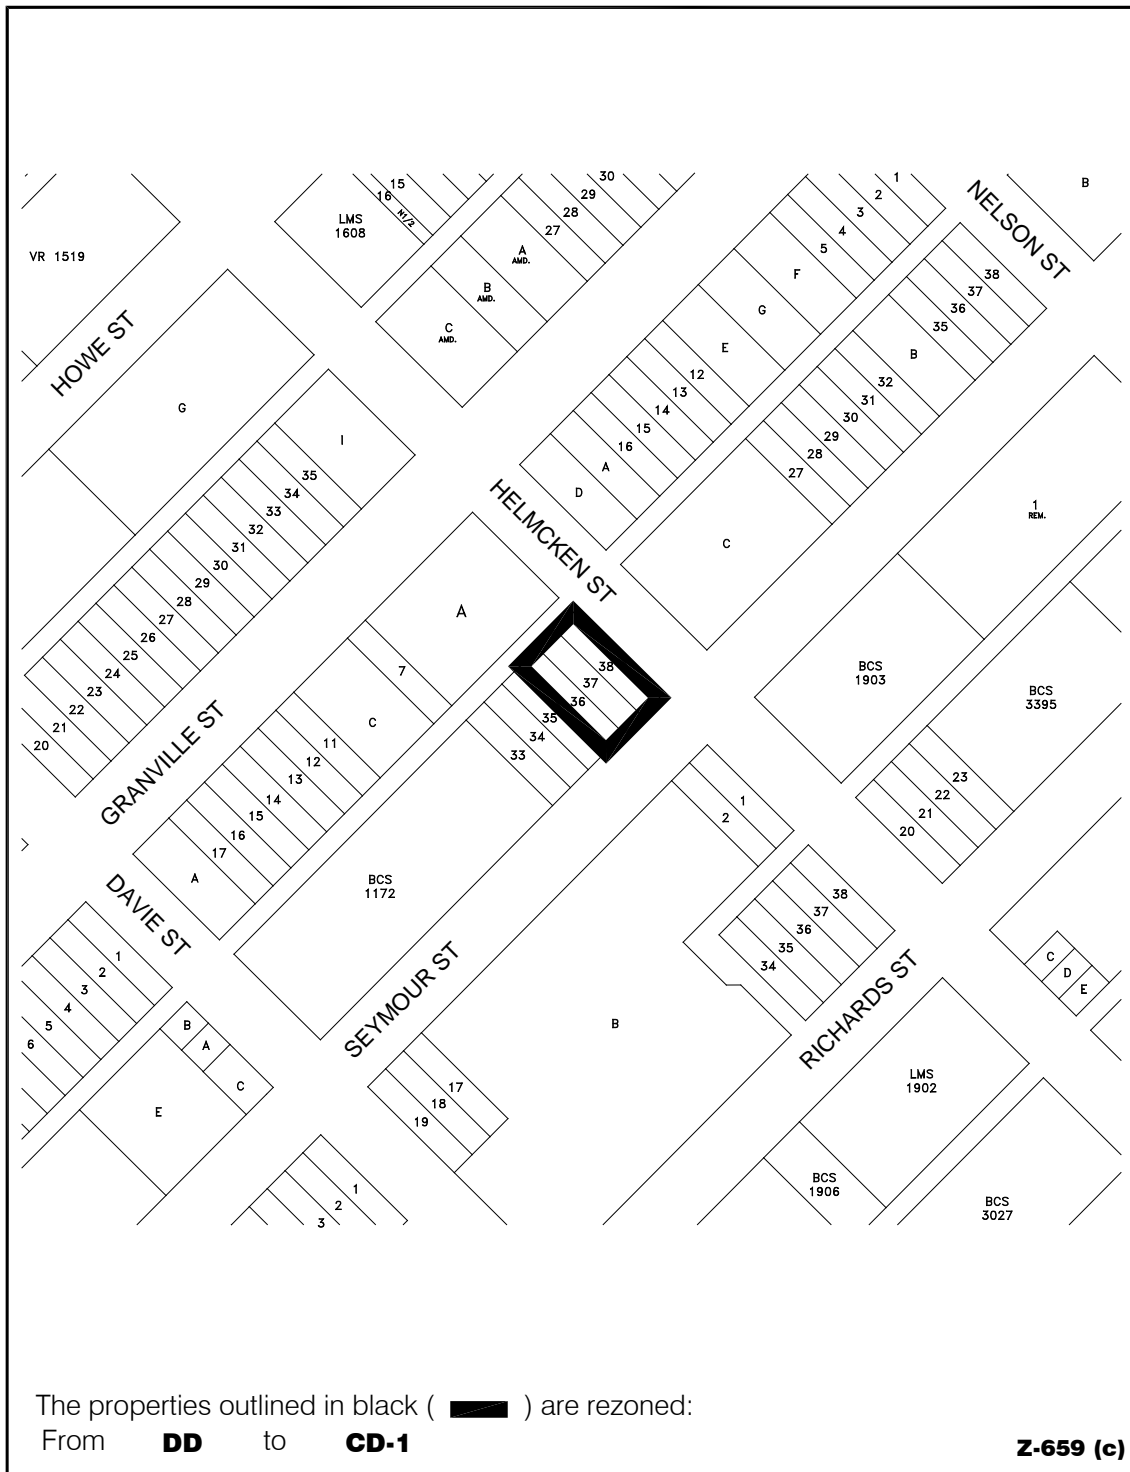 30
15
29
1
B
16
N1/2
28
2
LMS
1608
27
3
NELSON ST
4
A
AMD.
5
VR 1519
F
38
B
AMD.
37
G
36
C
AMD.
35
HOWE ST
E
B
12
32
13
31
G
14
30
I
15
29
16
28
A
27
35
D
34
1
REM.
33
32
HELMCKEN ST
C
31
30
29
28
A
27
26
38
25
7
BCS
1903
24
37
BCS
3395
23
36
22
35
C
21
34
11
20
33
12
GRANVILLE ST
13
23
14
22
1
15
21
2
16
20
17
A
BCS
1172
38
DAVIE ST
37
36
35
1
34
2
SEYMOUR ST
C
3
RICHARDS ST
D
4
E
5
B
B
6
A
LMS
1902
C
17
18
E
19
BCS
1906
1
2
BCS
3027
3
The properties outlined in black ( ) are rezoned:
From DD to CD-1
Z-659 (c)